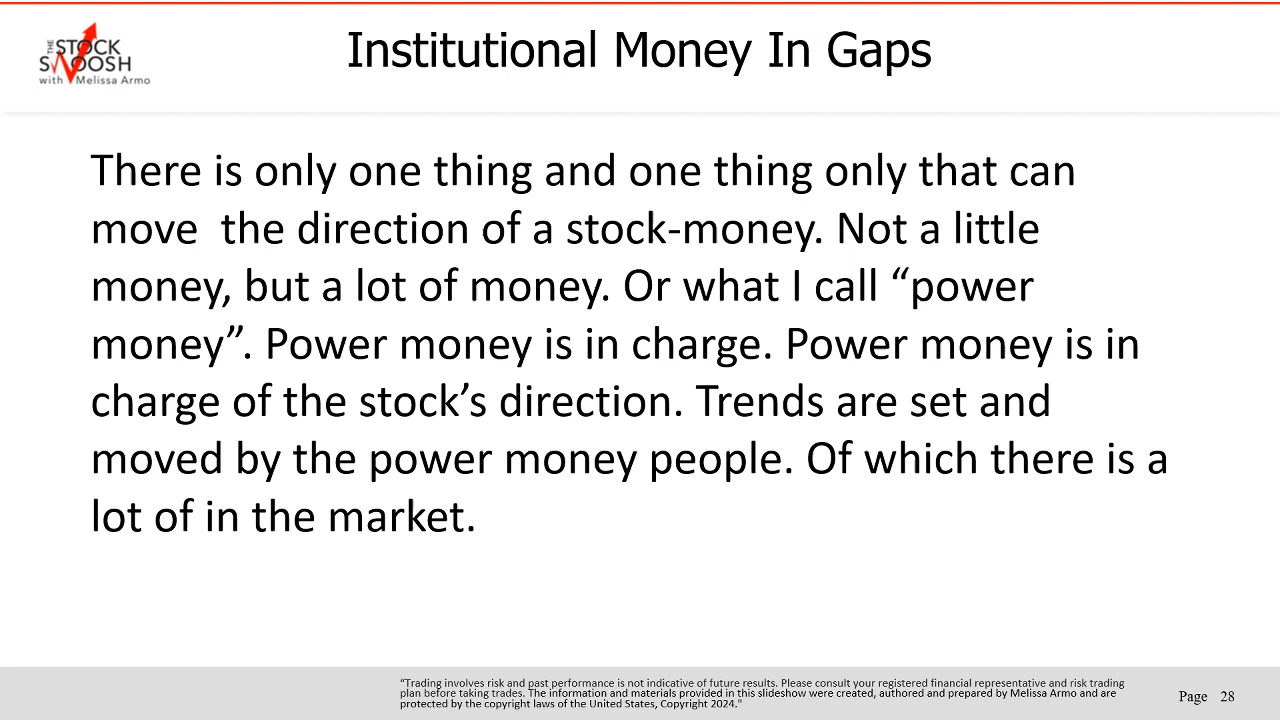 THE
STOCK
SWOOSH
with Melissa Armo
Institutional Money In Gaps
There is only one thing and one thing only that can
move  the direction of a stock-money. Not a little
money, but a lot of money. Or what I call “power
money”. Power money is in charge. Power money is in
charge of the stock’s direction. Trends are set and
moved by the power money people. Of which there is a
lot of in the market.
“Trading involves risk and past performance is not indicative of future results. Please consult your registered financial representative and risk trading
plan before taking trades. The information and materials provided in this slideshow were created, authored and prepared by Melissa Armo and are
protected by the copyright laws of the United States, Copyright 2024."
Page 28